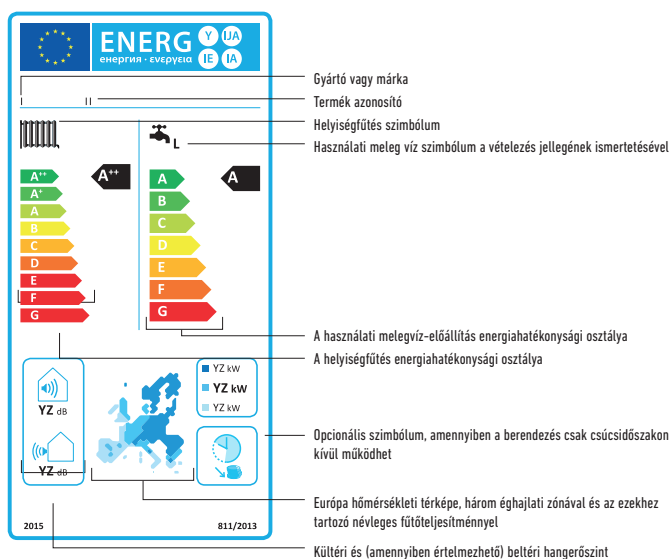 ENERG
Y IJA
IE IA
енергия · ενεργεια
Gyártó vagy márka
I II
Termék azonosító
Helyiségfűtés szimbólum
L
Használati meleg víz szimbólum a vételezés jellegének ismertetésével
A++ A++ A A
A+ B
A C
B D
C E
D F
E G
F
G
A használati melegvíz-előállítás energiahatékonysági osztálya
A helyiségfűtés energiahatékonysági osztálya
YZ kW
YZ kW
YZ kW
YZ dB
YZ dB
Opcionális szimbólum, amennyiben a berendezés csak csúcsidőszakon
kívül működhet
Európa hőmérsékleti térképe, három éghajlati zónával és az ezekhez
tartozó névleges fűtőteljesítménnyel
2015 811/2013
Kültéri és (amennyiben értelmezhető) beltéri hangerőszint